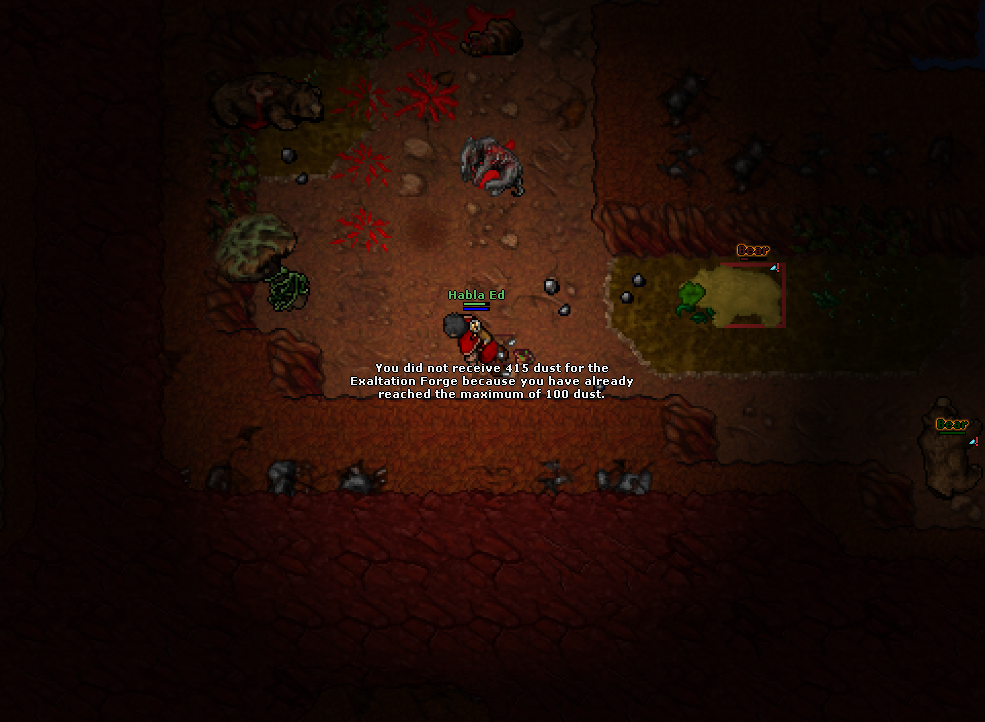 Bear
Habla Ed
You did not receive 415 dust for the
Exaltation Forge because you have already
reached the maximum of 100 dust.
Bear